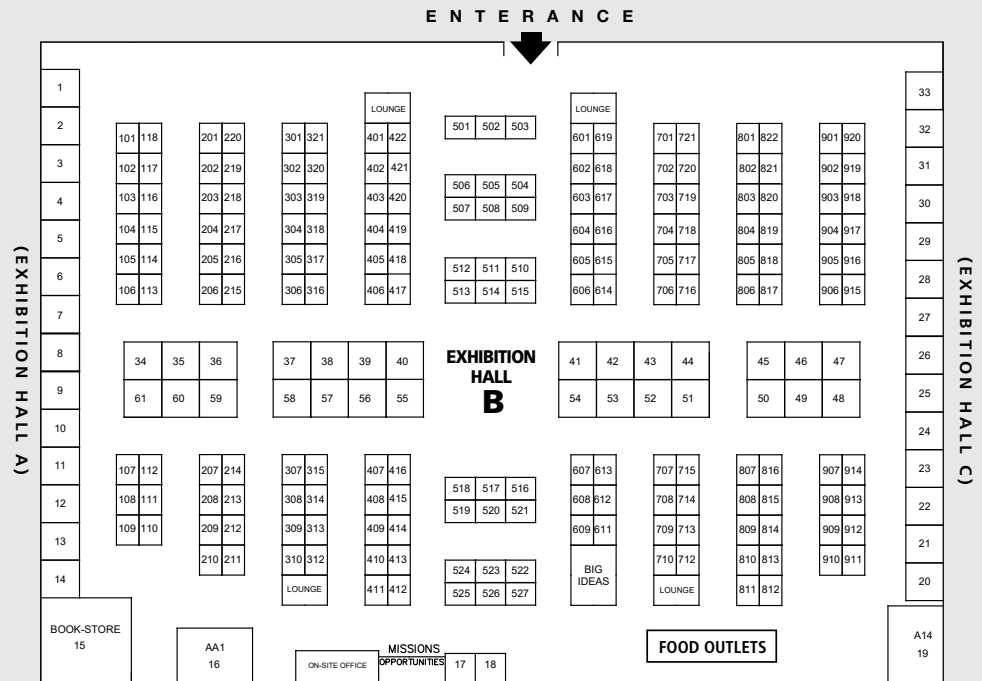 ENTERANCE
(EXHIBITION HALL A)
(EXHIBITION HALL C)
1
2
3
4
5
6
7
8
9
10
11
12
13
14
BOOK-STORE
15
LOUNGE
LOUNGE
101 118 201 220 301 321 401 422 501 502 503 601 619 701 721 801 822 901 920
102 117 202 219 302 320 402 421 602 618 702 720 802 821 902 919
506 505 504
103 116 203 218 303 319 403 420 507 508 509 603 617 703 719 803 820 903 918
104 115 204 217 304 318 404 419 604 616 704 718 804 819 904 917
105 114 205 216 305 317 405 418 512 511 510 605 615 705 717 805 818 905 916
106 113 206 215 306 316 406 417 513 514 515 606 614 706 716 806 817 906 915
34 35 36 37 38 39 40 41 42 43 44 45 46 47
61 60 59 58 57 56 55 54 53 52 51 50 49 48
EXHIBITION
HALL
B
107 112 207 214 307 315 407 416 607 613 707 715 807 816 907 914
518 517 516
108 111 208 213 308 314 408 415 519 520 521 608 612 708 714 808 815 908 913
109 110 209 212 309 313 409 414 609 611 709 713 809 814 909 912
210 211 310 312 410 413 524 523 522 710 712 810 813 910 911
BIG
IDEAS
LOUNGE 411 412 525 526 527 LOUNGE 811 812
33
32
31
30
29
28
27
26
25
24
23
22
21
20
AA1
16
ON-SITE OFFICE
MISSIONS
OPPORTUNITIES
17 18
FOOD OUTLETS
A14
19